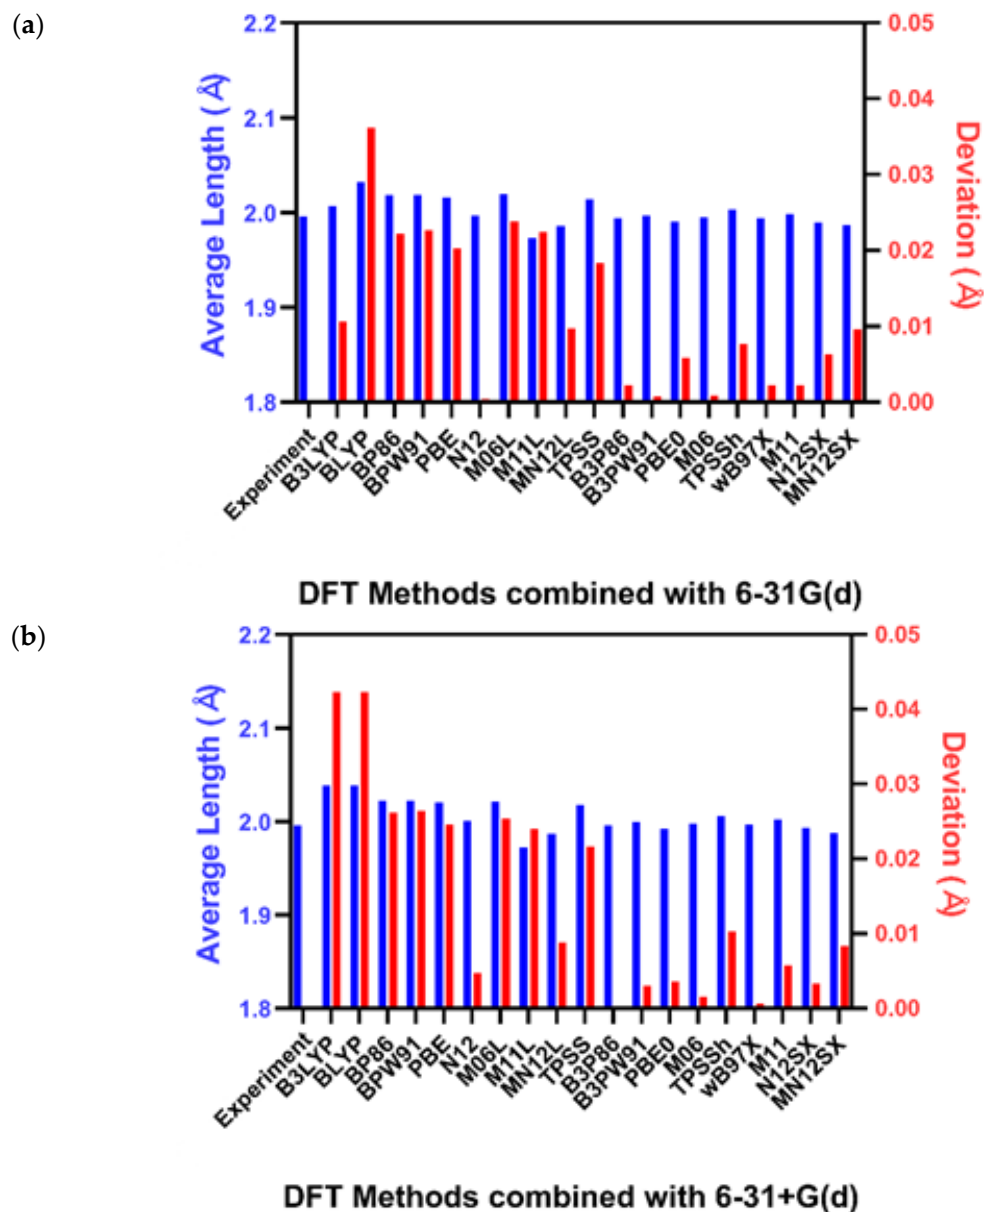 (a)
2.2
2.1
2.0
1.9
1.8
Average Length (Å)
0.05
0.04
0.03
0.02
0.01
0.00
Deviation (Å)
Experiment
B3LYP
BLYP
BP86
BPW91
PBE
N12
M06L
M11L
MN12L
TPSS
B3P86
B3PW91
PBE0
M06
TPSSh
wB97X
M11
N12SX
MN12SX
DFT Methods combined with 6-31G(d)
(b)
2.2
2.1
2.0
1.9
1.8
Average Length (Å)
0.05
0.04
0.03
0.02
0.01
0.00
Deviation (Å)
Experiment
B3LYP
BLYP
BP86
BPW91
PBE
N12
M06L
M11L
MN12L
TPSS
B3P86
B3PW91
PBE0
M06
TPSSh
wB97X
M11
N12SX
MN12SX
DFT Methods combined with 6-31+G(d)